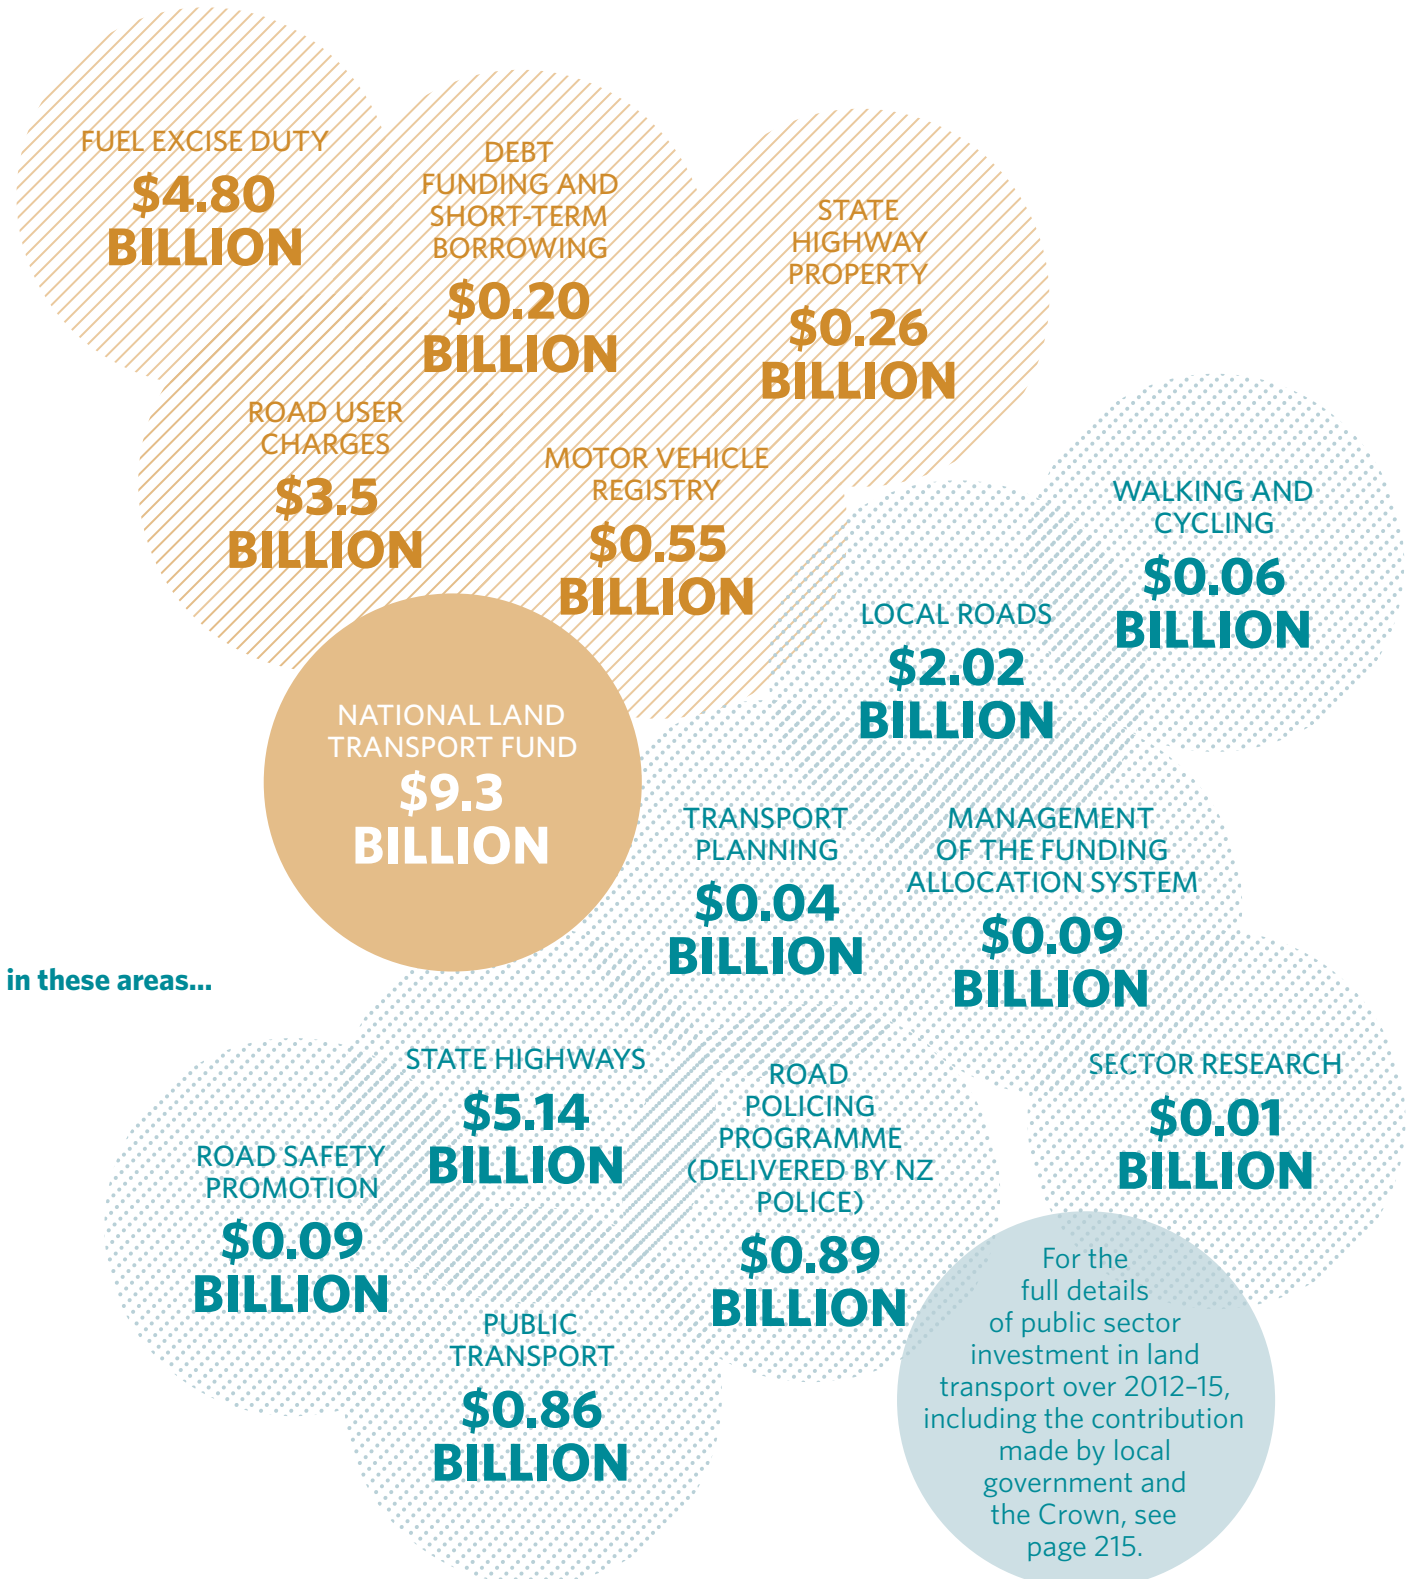 FUEL EXCISE DUTY
$4.80
BILLION
DEBT
FUNDING AND
SHORT-TERM
BORROWING
$0.20
BILLION
STATE
HIGHWAY
PROPERTY
$0.26
BILLION
ROAD USER
CHARGES
$3.5
BILLION
MOTOR VEHICLE
REGISTRY
$0.55
BILLION
NATIONAL LAND
TRANSPORT FUND
$9.3
BILLION
in these areas...
WALKING AND
CYCLING
$0.06
BILLION
LOCAL ROADS
$2.02
BILLION
TRANSPORT
PLANNING
$0.04
BILLION
MANAGEMENT
OF THE FUNDING
ALLOCATION SYSTEM
$0.09
BILLION
STATE HIGHWAYS
$5.14
BILLION
ROAD
POLICING
PROGRAMME
(DELIVERED BY NZ
POLICE)
$0.89
BILLION
SECTOR RESEARCH
$0.01
BILLION
ROAD SAFETY
PROMOTION
$0.09
BILLION
PUBLIC
TRANSPORT
$0.86
BILLION
For the
full details
of public sector
investment in land
transport over 2012–15,
including the contribution
made by local
government and
the Crown, see
page 215.